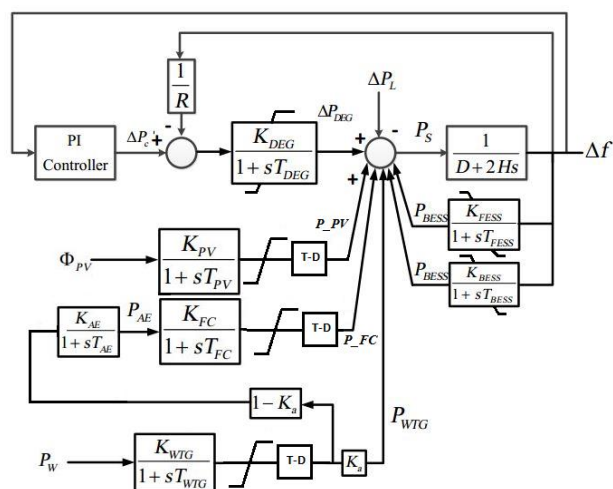 1
R
ΔP_L
PI
Controller
ΔP_c'
+
-
K_DEG
1 + sT_DEG
ΔP_DEG
+
-
+
P_S
1
D + 2Hs
Δf
P_BESS
K_FESS
1 + sT_FESS
P_BESS
K_BESS
1 + sT_BESS
Φ_PV
K_PV
1 + sT_PV
T-D
P_PV
K_AE
1 + sT_AE
P_AE
K_FC
1 + sT_FC
T-D
P_FC
1 - K_a
P_WTG
P_W
K_WTG
1 + sT_WTG
T-D
K_a